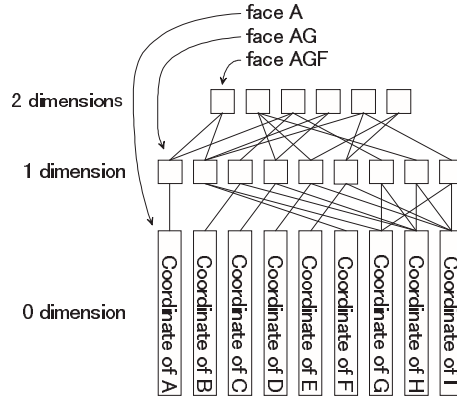 face A
face AG
face AGF
2 dimensions
1 dimension
0 dimension
Coordinate of A
Coordinate of B
Coordinate of C
Coordinate of D
Coordinate of E
Coordinate of F
Coordinate of G
Coordinate of H
Coordinate of I